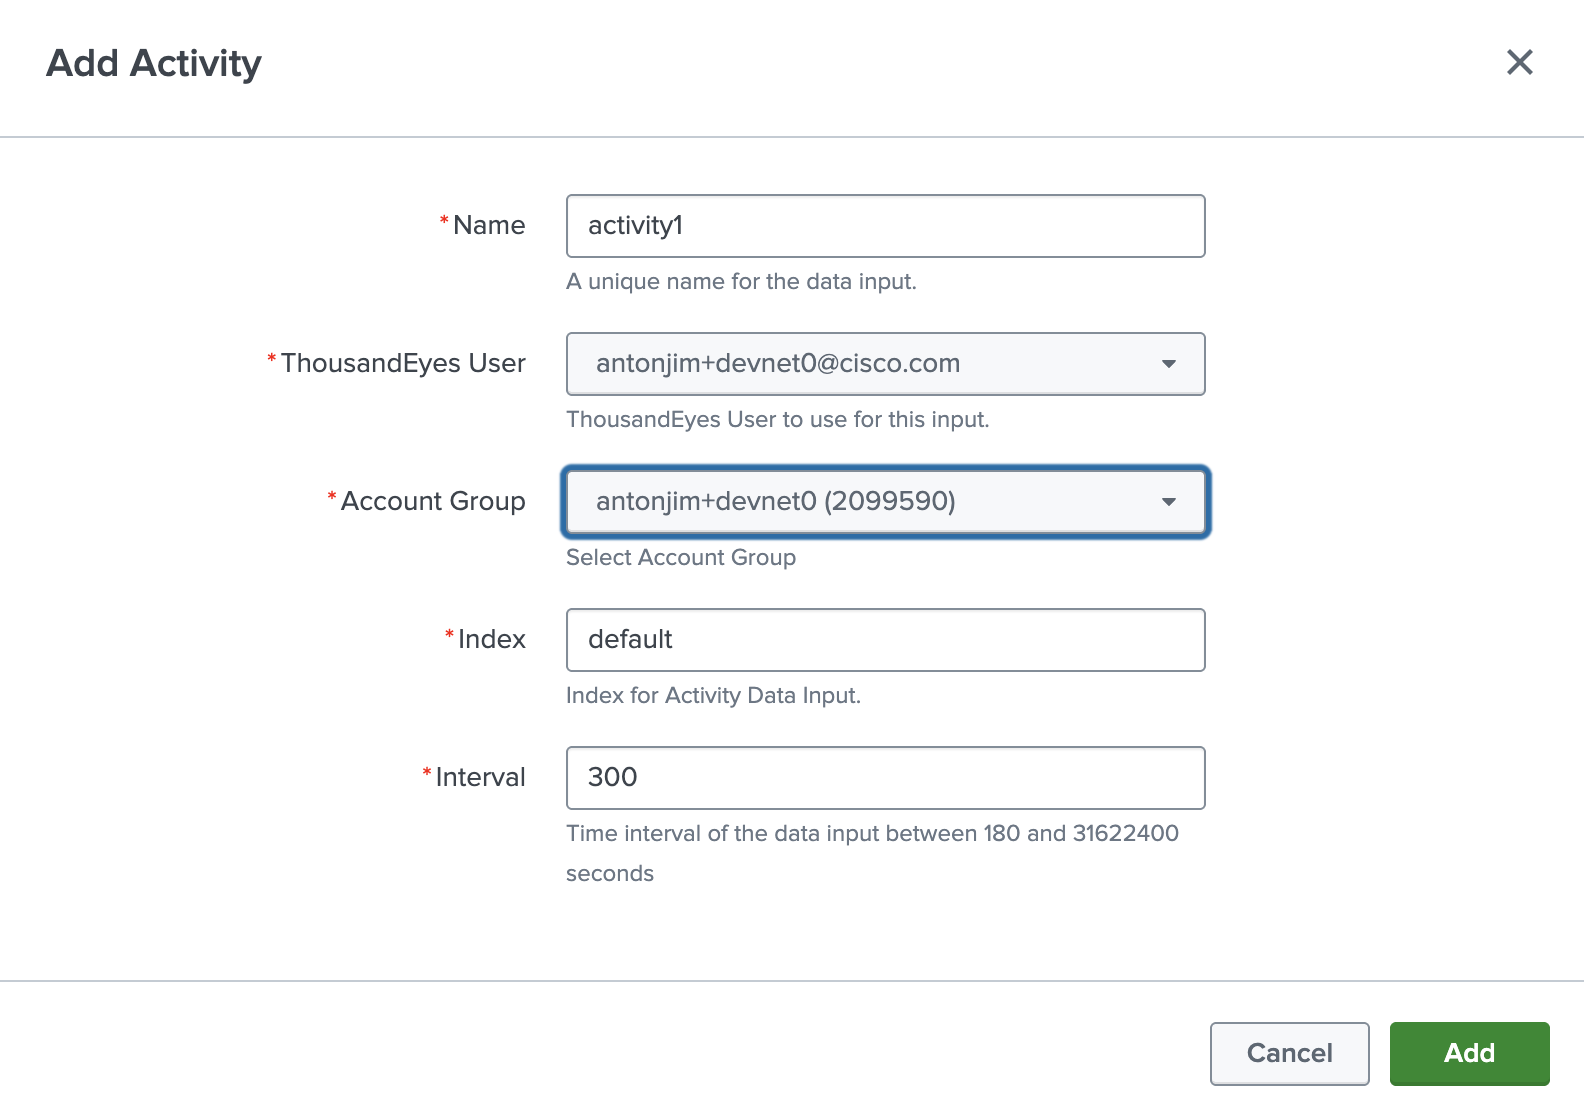 Add Activity
*Name
activity1
A unique name for the data input.
*ThousandEyes User
antonjim+devnet0@cisco.com
ThousandEyes User to use for this input.
*Account Group
antonjim+devnet0 (2099590)
Select Account Group
*Index
default
Index for Activity Data Input.
*Interval
300
Time interval of the data input between 180 and 31622400
seconds
Cancel
Add